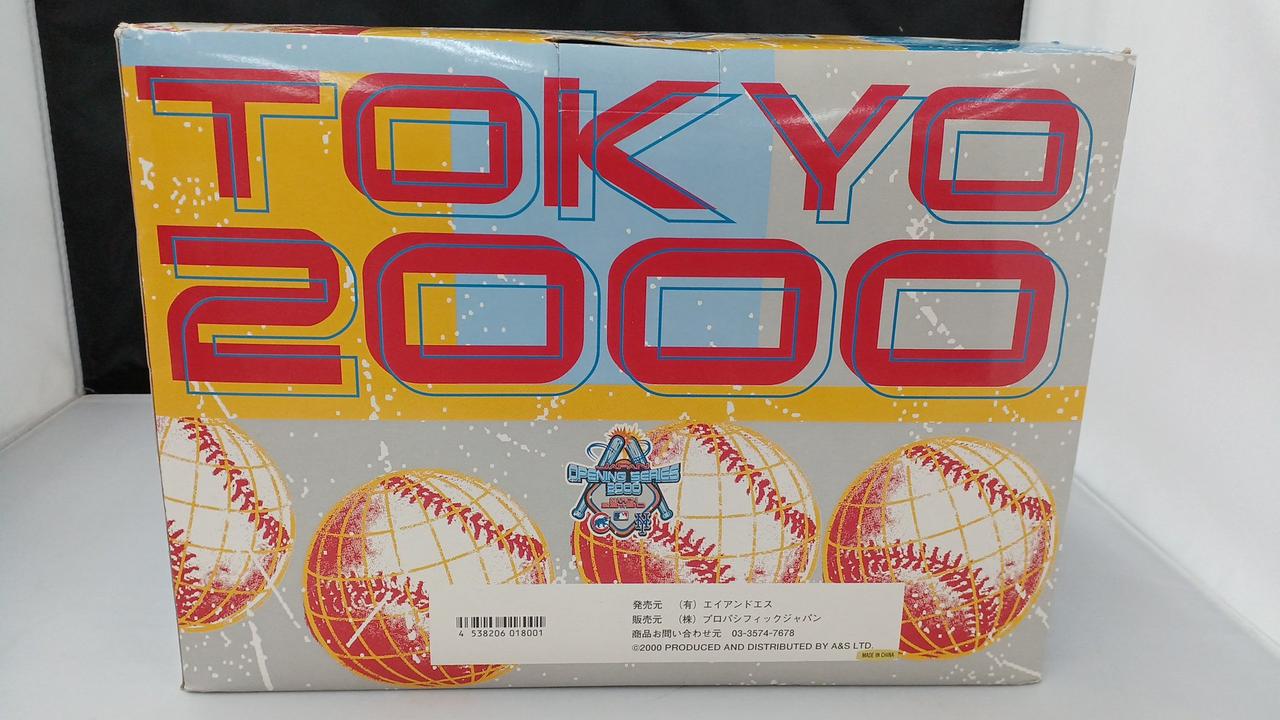 TOKYO
2000
JAPAN
OPENING SERIES
2000
4 538206 018001
発売元 （有）エイアンドエス
販売元 （株）プロパシフィックジャパン
商品お問い合わせ元 03-3574-7678
©2000 PRODUCED AND DISTRIBUTED BY A&S LTD.
MADE IN CHINA